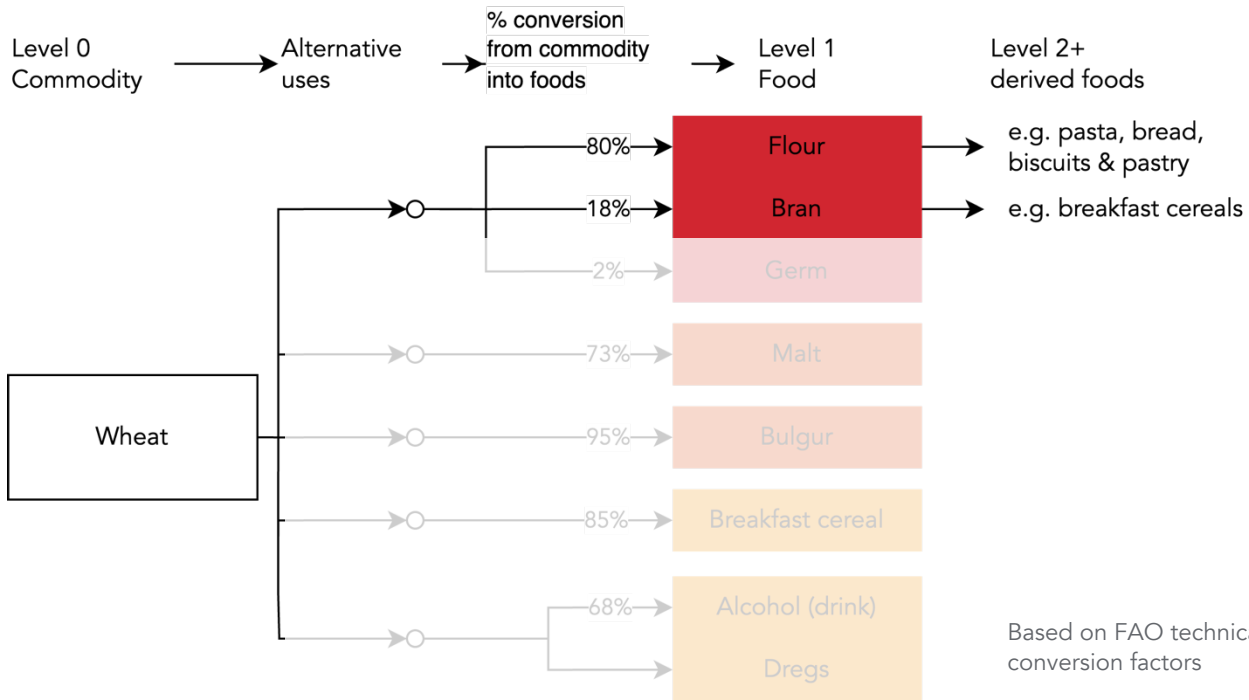 Level 0
Commodity
Alternative
uses
% conversion
from commodity
into foods
Level 1
Food
Level 2+
derived foods
80%
Flour
e.g. pasta, bread,
biscuits & pastry
18%
Bran
e.g. breakfast cereals
2%
Germ
73%
Malt
Wheat
95%
Bulgur
85%
Breakfast cereal
68%
Alcohol (drink)
Dregs
Based on FAO technic
conversion factors